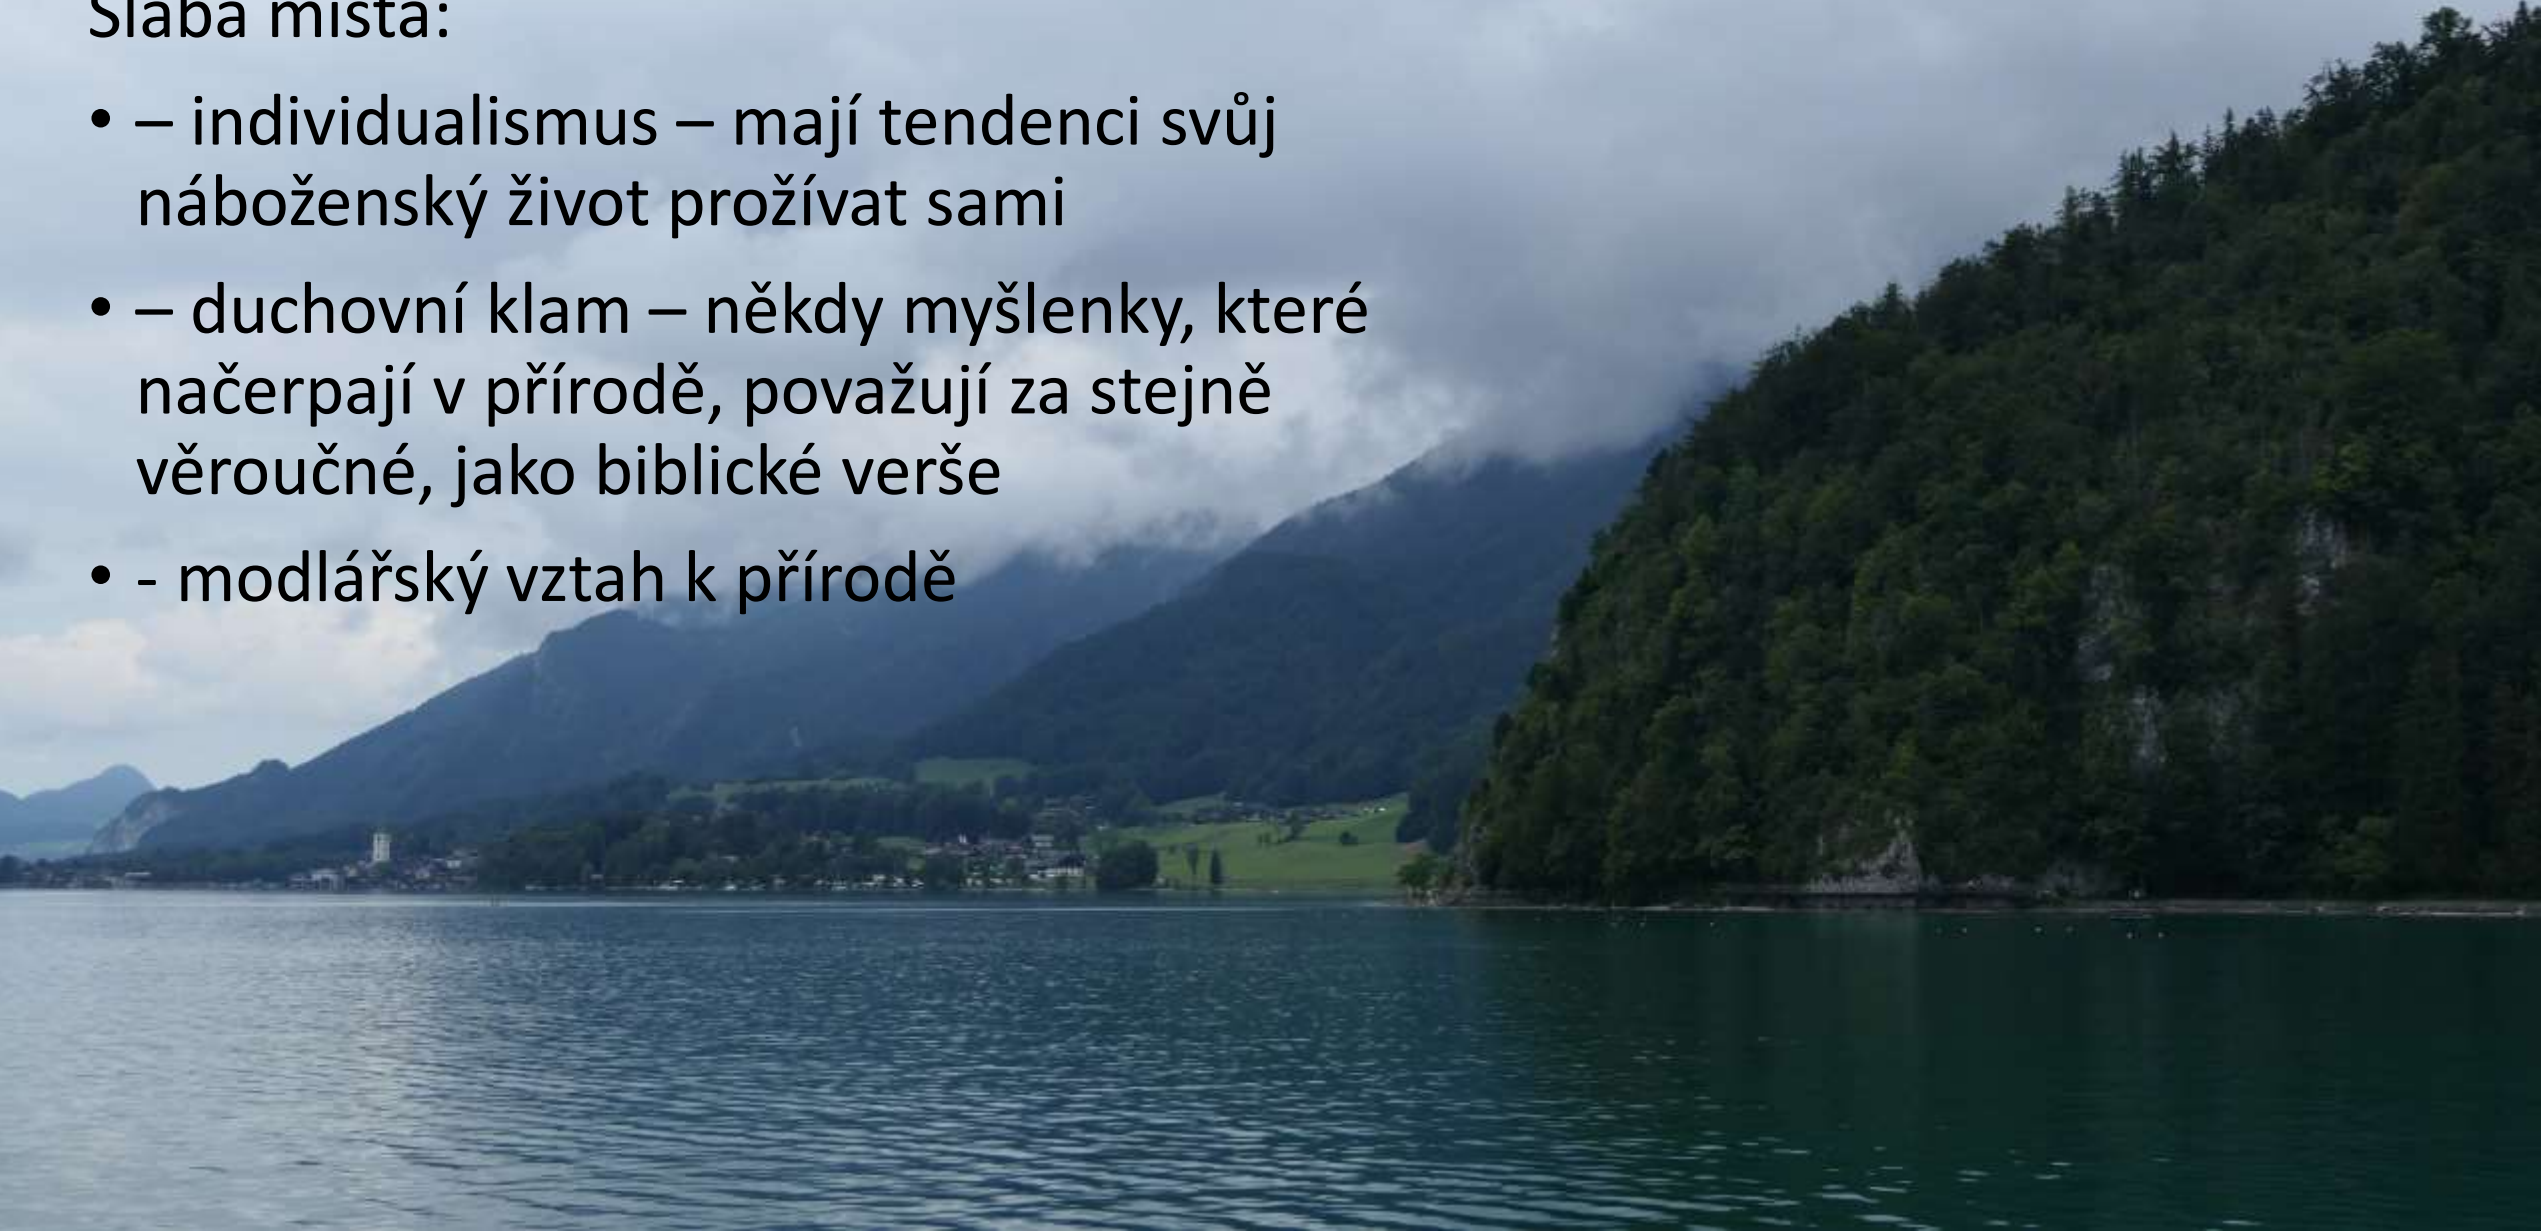 Slabá místa:
• – individualismus – mají tendenci svůj
náboženský život prožívat sami
• – duchovní klam – někdy myšlenky, které
načerpají v přírodě, považují za stejně
věroučné, jako biblické verše
• - modlářský vztah k přírodě